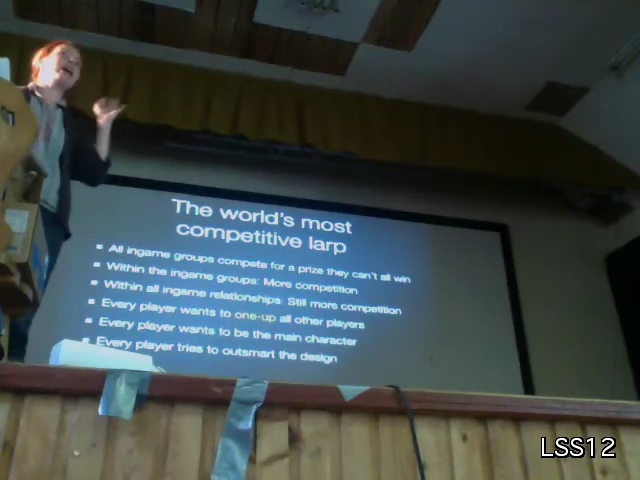 The world's most
competitive larp
All ingame groups compete for a prize they can't all win
Within the ingame groups: More competition
Within all ingame relationships: Still more competition
Every player wants to one-up all other players
Every player wants to be the main character
Every player tries to outsmart the design
LSS12